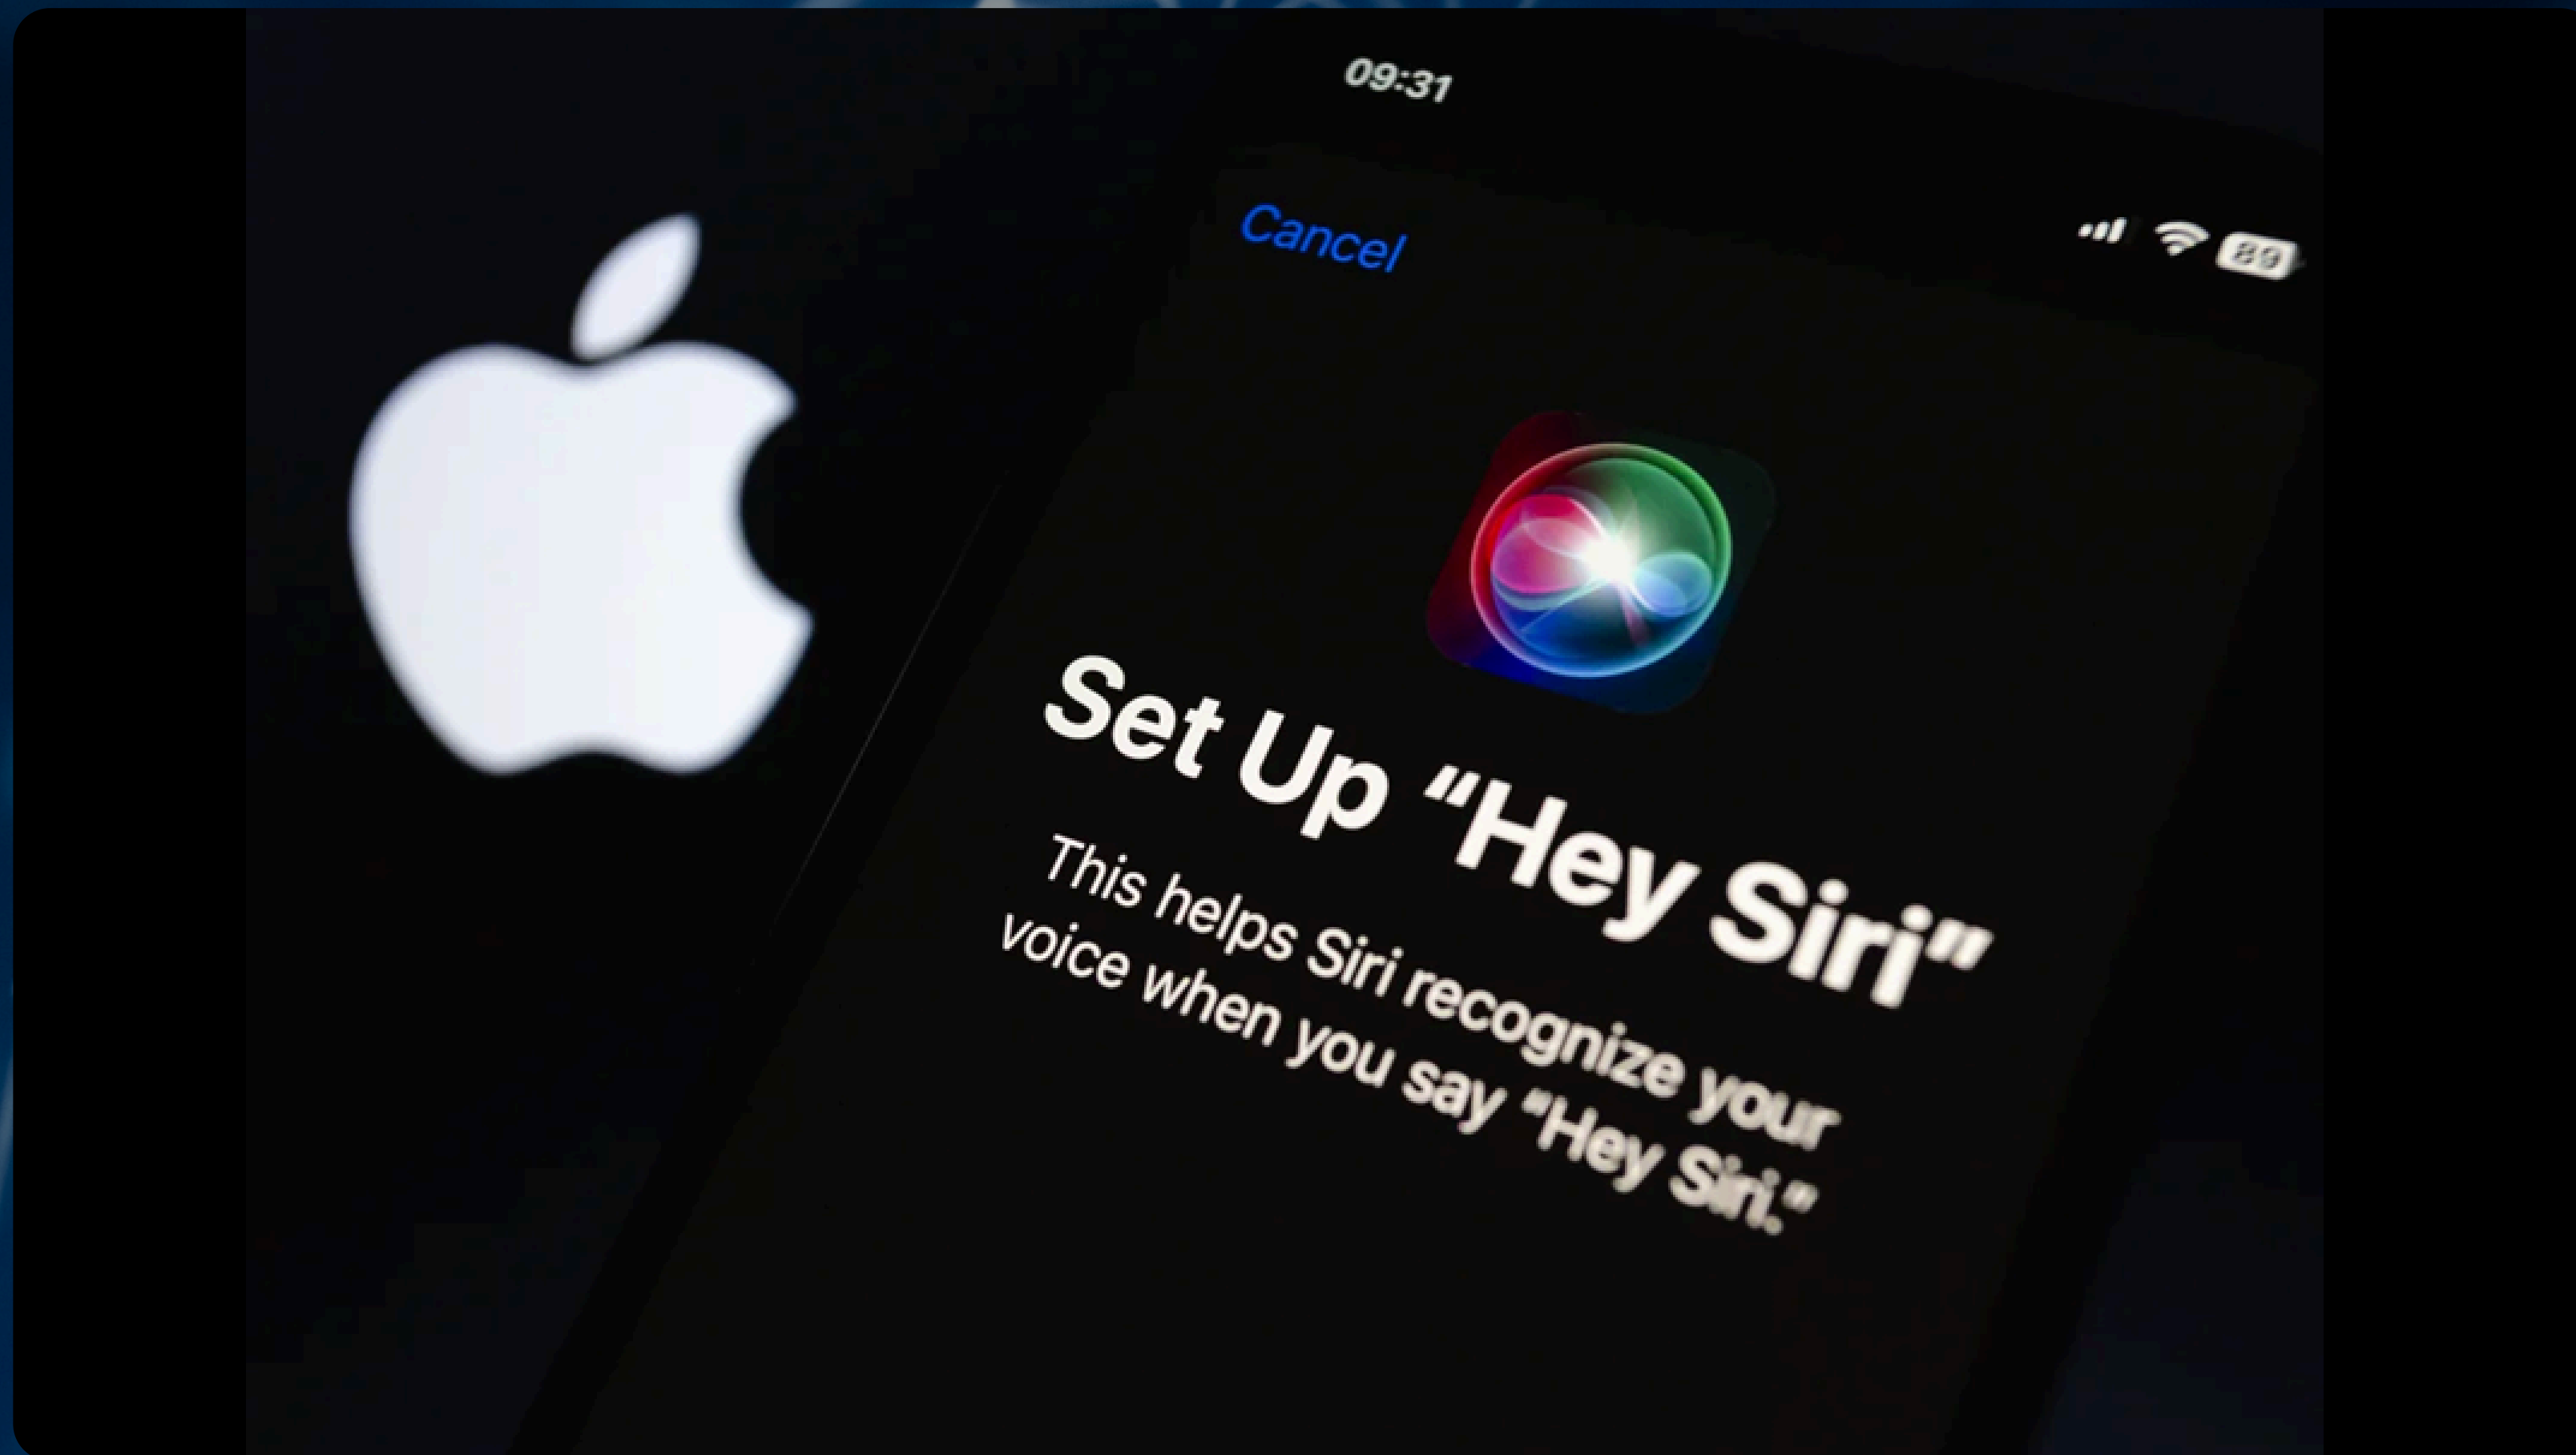 09:31
89
Cancel
Set Up “Hey Siri”
This helps Siri recognize your
voice when you say “Hey Siri.”